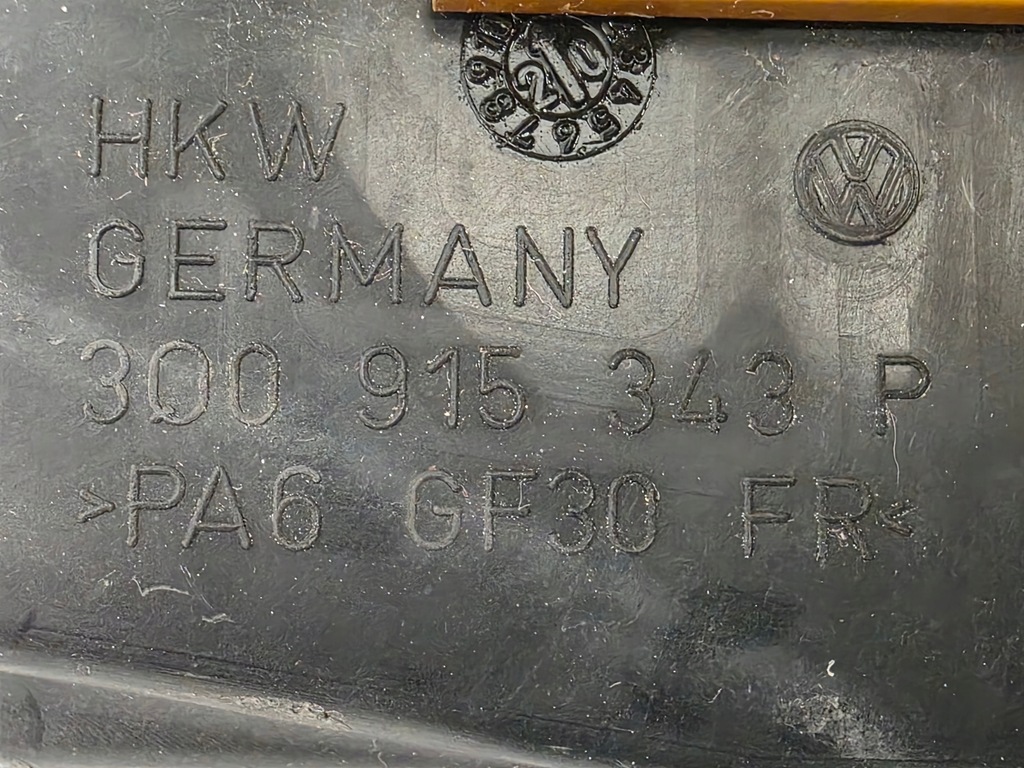 HKW
GERMANY
3Q0 915 343 P
>PA6 GF30 FR<